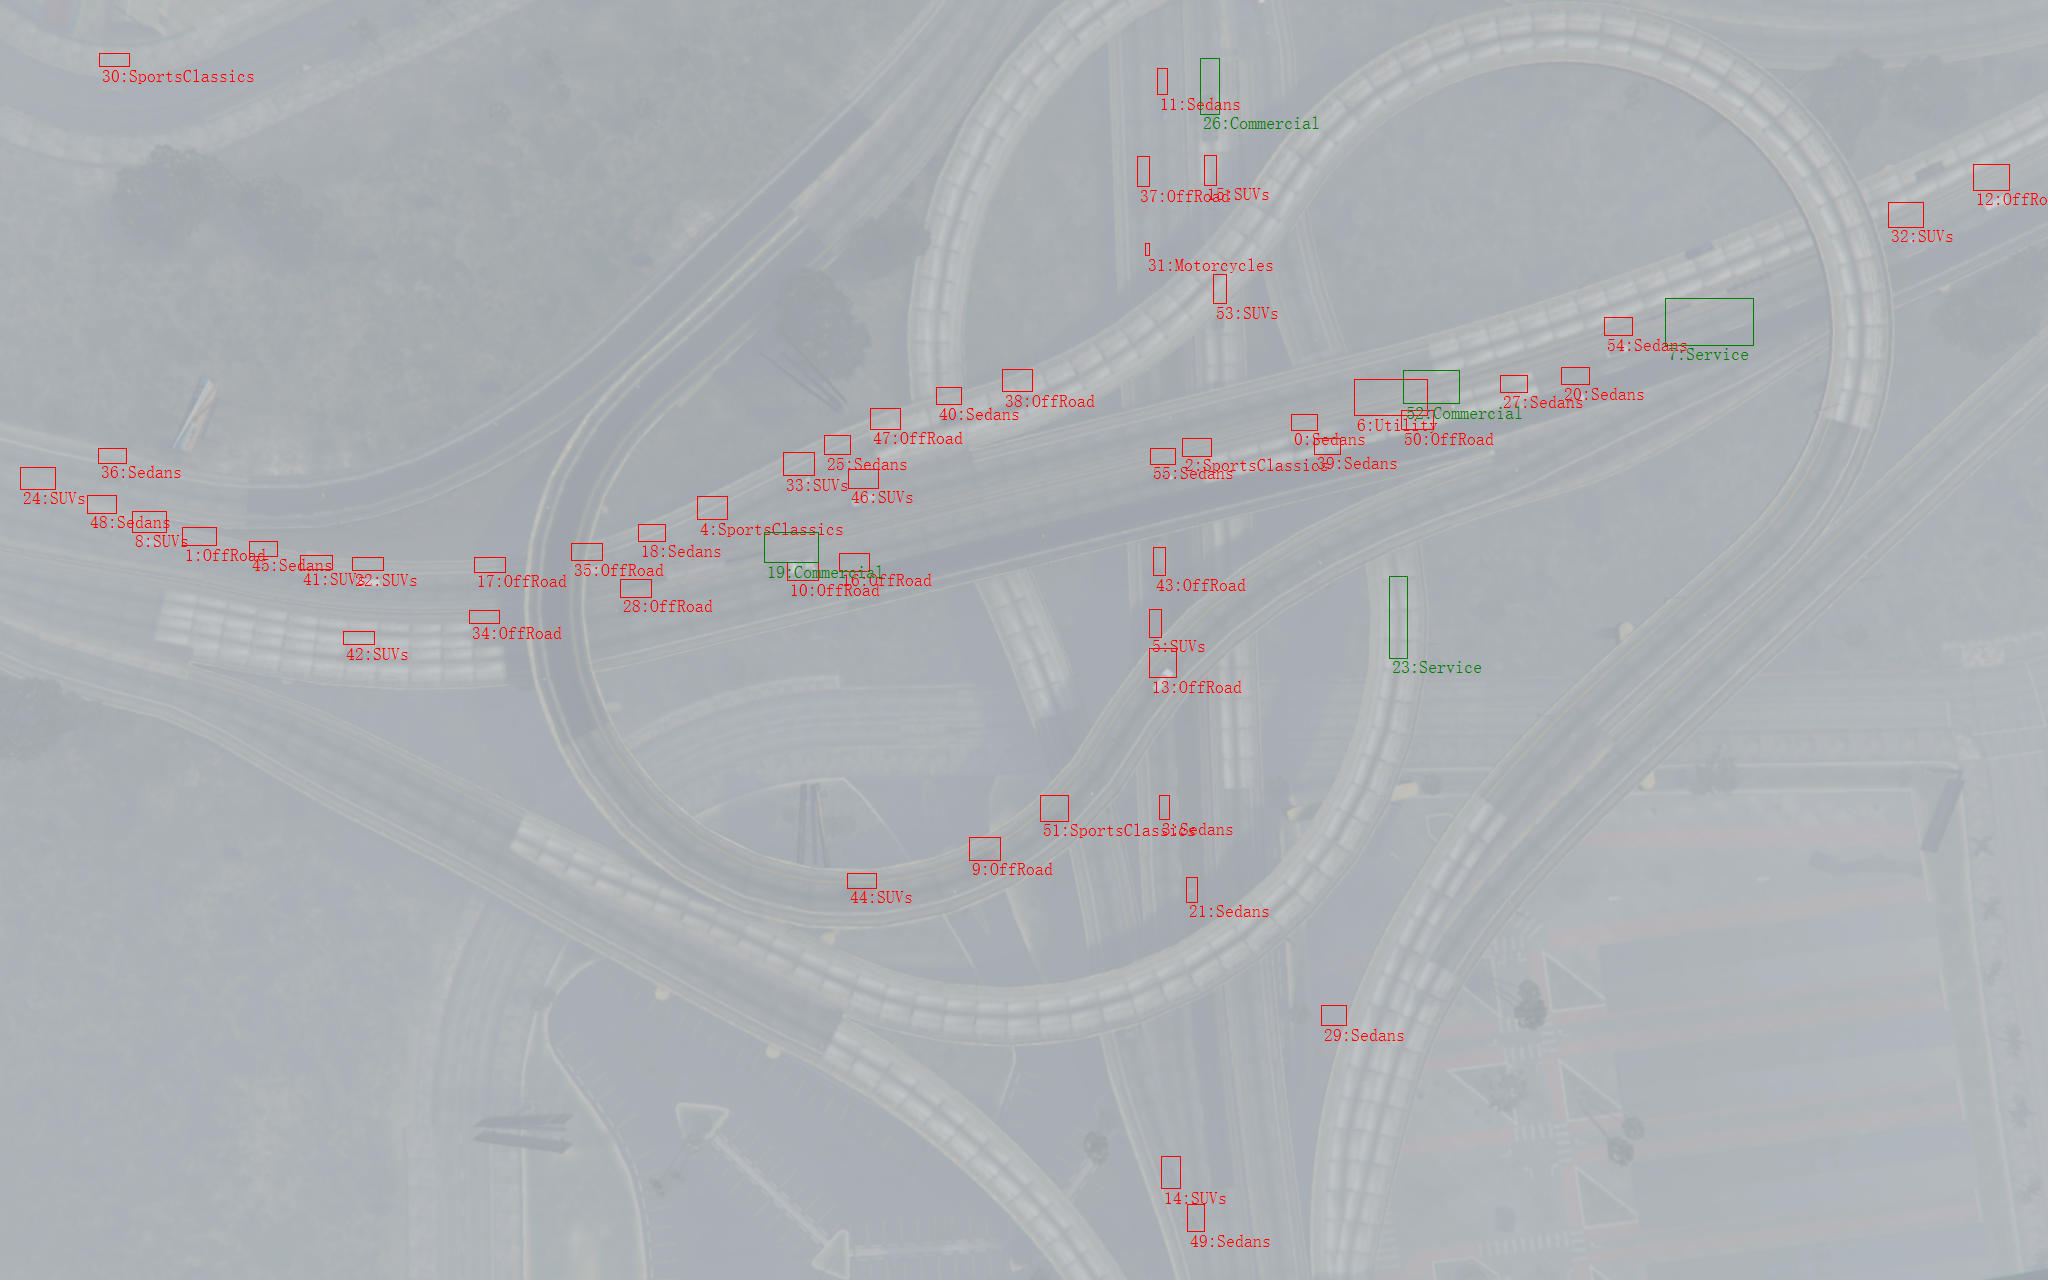 30:SportsClassics
11:Sedans
26:Commercial
37:OffRoad
15:SUVs
12:OffRo
32:SUVs
31:Motorcycles
53:SUVs
54:Sedans
7:Service
20:Sedans
27:Sedans
38:OffRoad
40:Sedans
52:Commercial
6:Utility
47:OffRoad
0:Sedans
50:OffRoad
25:Sedans
39:Sedans
2:SportsClassics
36:Sedans
55:Sedans
33:SUVs
46:SUVs
24:SUVs
48:Sedans
4:SportsClassics
8:SUVs
18:Sedans
1:OffRoad
45:Sedans
35:OffRoad
19:Commercial
41:SUVs
22:SUVs
17:OffRoad
16:OffRoad
43:OffRoad
10:OffRoad
28:OffRoad
34:OffRoad
5:SUVs
42:SUVs
23:Service
13:OffRoad
51:SportsClassics
3:Sedans
9:OffRoad
44:SUVs
21:Sedans
29:Sedans
14:SUVs
49:Sedans